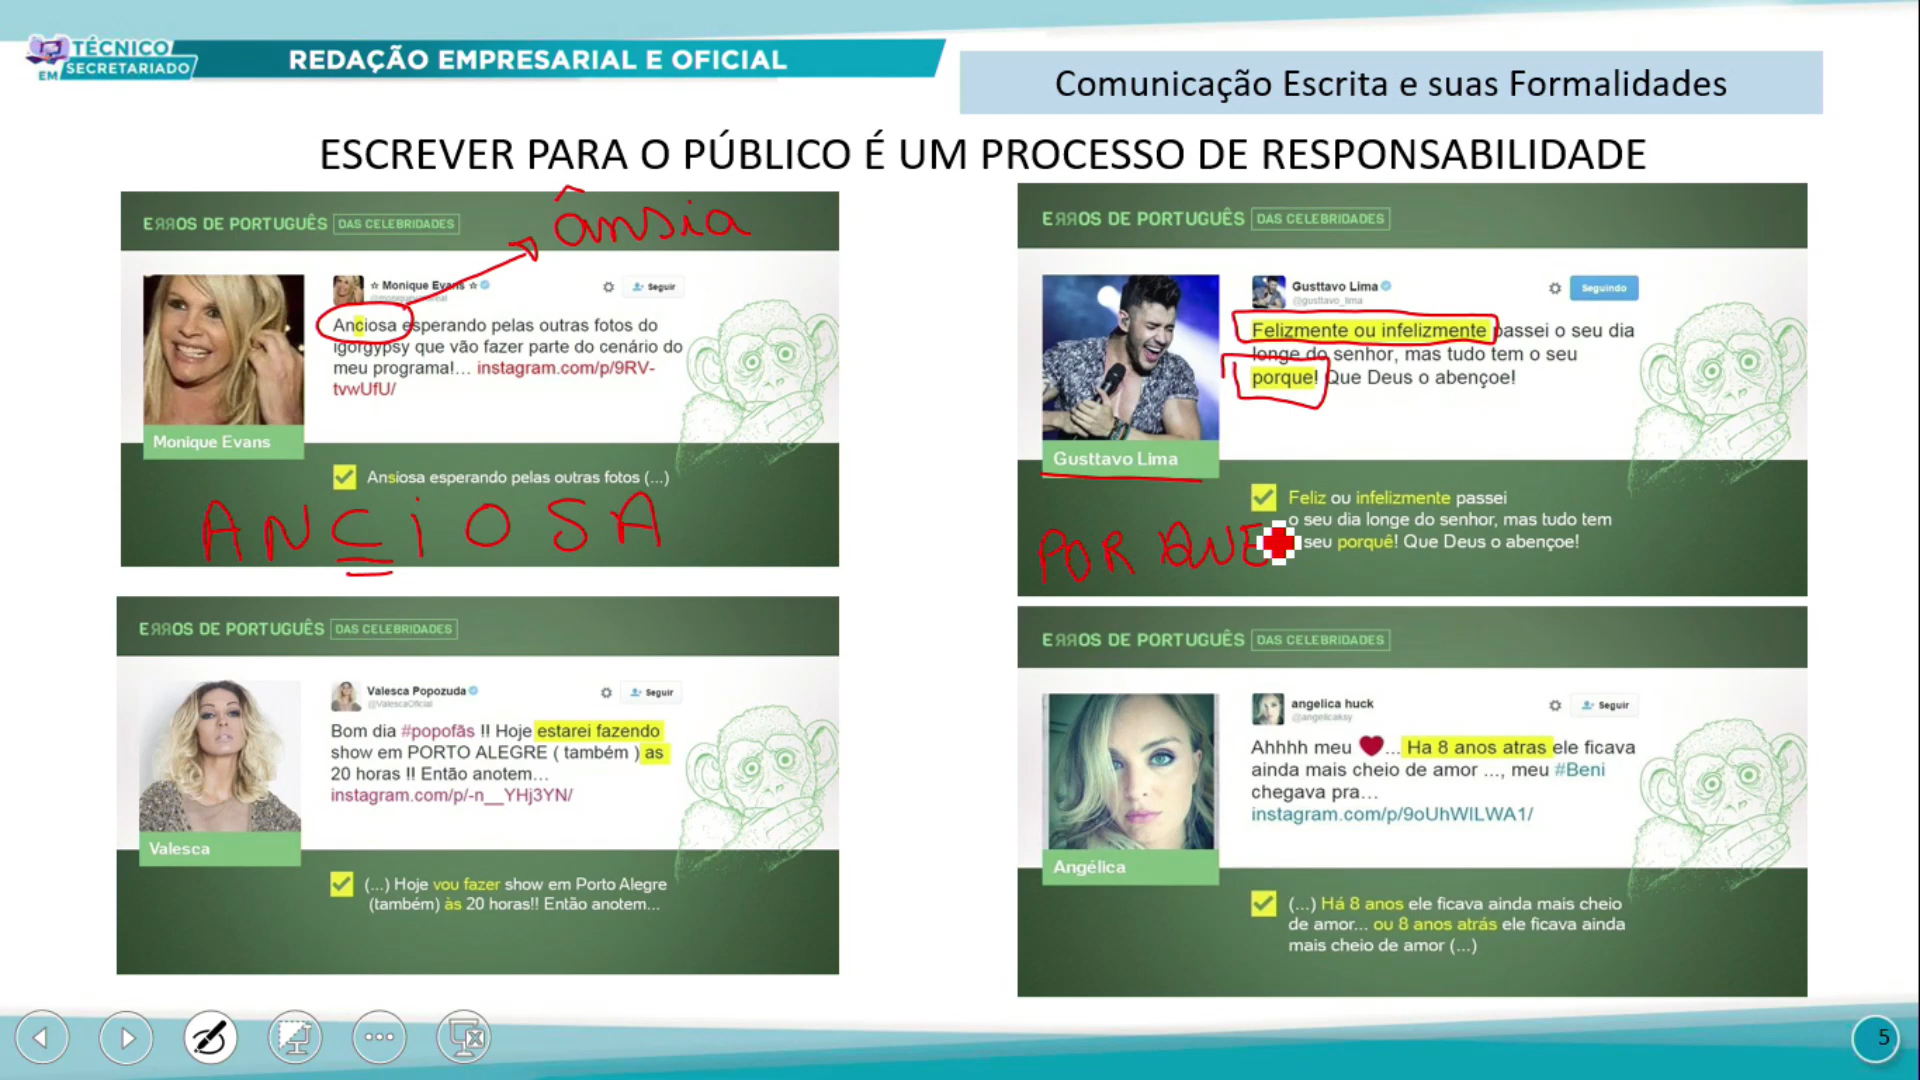 TÉCNICO
EM SECRETARIADO
REDAÇÃO EMPRESARIAL E OFICIAL
Comunicação Escrita e suas Formalidades
ESCREVER PARA O PÚBLICO É UM PROCESSO DE RESPONSABILIDADE
ERROS DE PORTUGUÊS DAS CELEBRIDADES
ânsia
☆ Monique Evans ☆
Seguir
Anciosa esperando pelas outras fotos do
igorgypsy que vão fazer parte do cenário do
meu programa!... instagram.com/p/9RV-
tvwUfU/
Monique Evans
Ansiosa esperando pelas outras fotos (...)
ANCIOSA
ERROS DE PORTUGUÊS DAS CELEBRIDADES
Gusttavo Lima
@gusttavo_lima
Seguindo
Felizmente ou infelizmente passei o seu dia
longe do senhor, mas tudo tem o seu
porque! Que Deus o abençoe!
Gusttavo Lima
Feliz ou infelizmente passei
o seu dia longe do senhor, mas tudo tem
seu porquê! Que Deus o abençoe!
POR QUE
ERROS DE PORTUGUÊS DAS CELEBRIDADES
Valesca Popozuda
@ValescaOficial
Seguir
Bom dia #popofãs !! Hoje estarei fazendo
show em PORTO ALEGRE ( também ) as
20 horas !! Então anotem...
instagram.com/p/-n__YHj3YN/
Valesca
(...) Hoje vou fazer show em Porto Alegre
(também) às 20 horas!! Então anotem...
ERROS DE PORTUGUÊS DAS CELEBRIDADES
angelica huck
@angelicaksy
Seguir
Ahhhh meu ❤... Ha 8 anos atras ele ficava
ainda mais cheio de amor ..., meu #Beni
chegava pra...
instagram.com/p/9oUhWILWA1/
Angélica
(...) Há 8 anos ele ficava ainda mais cheio
de amor... ou 8 anos atrás ele ficava ainda
mais cheio de amor (...)
5